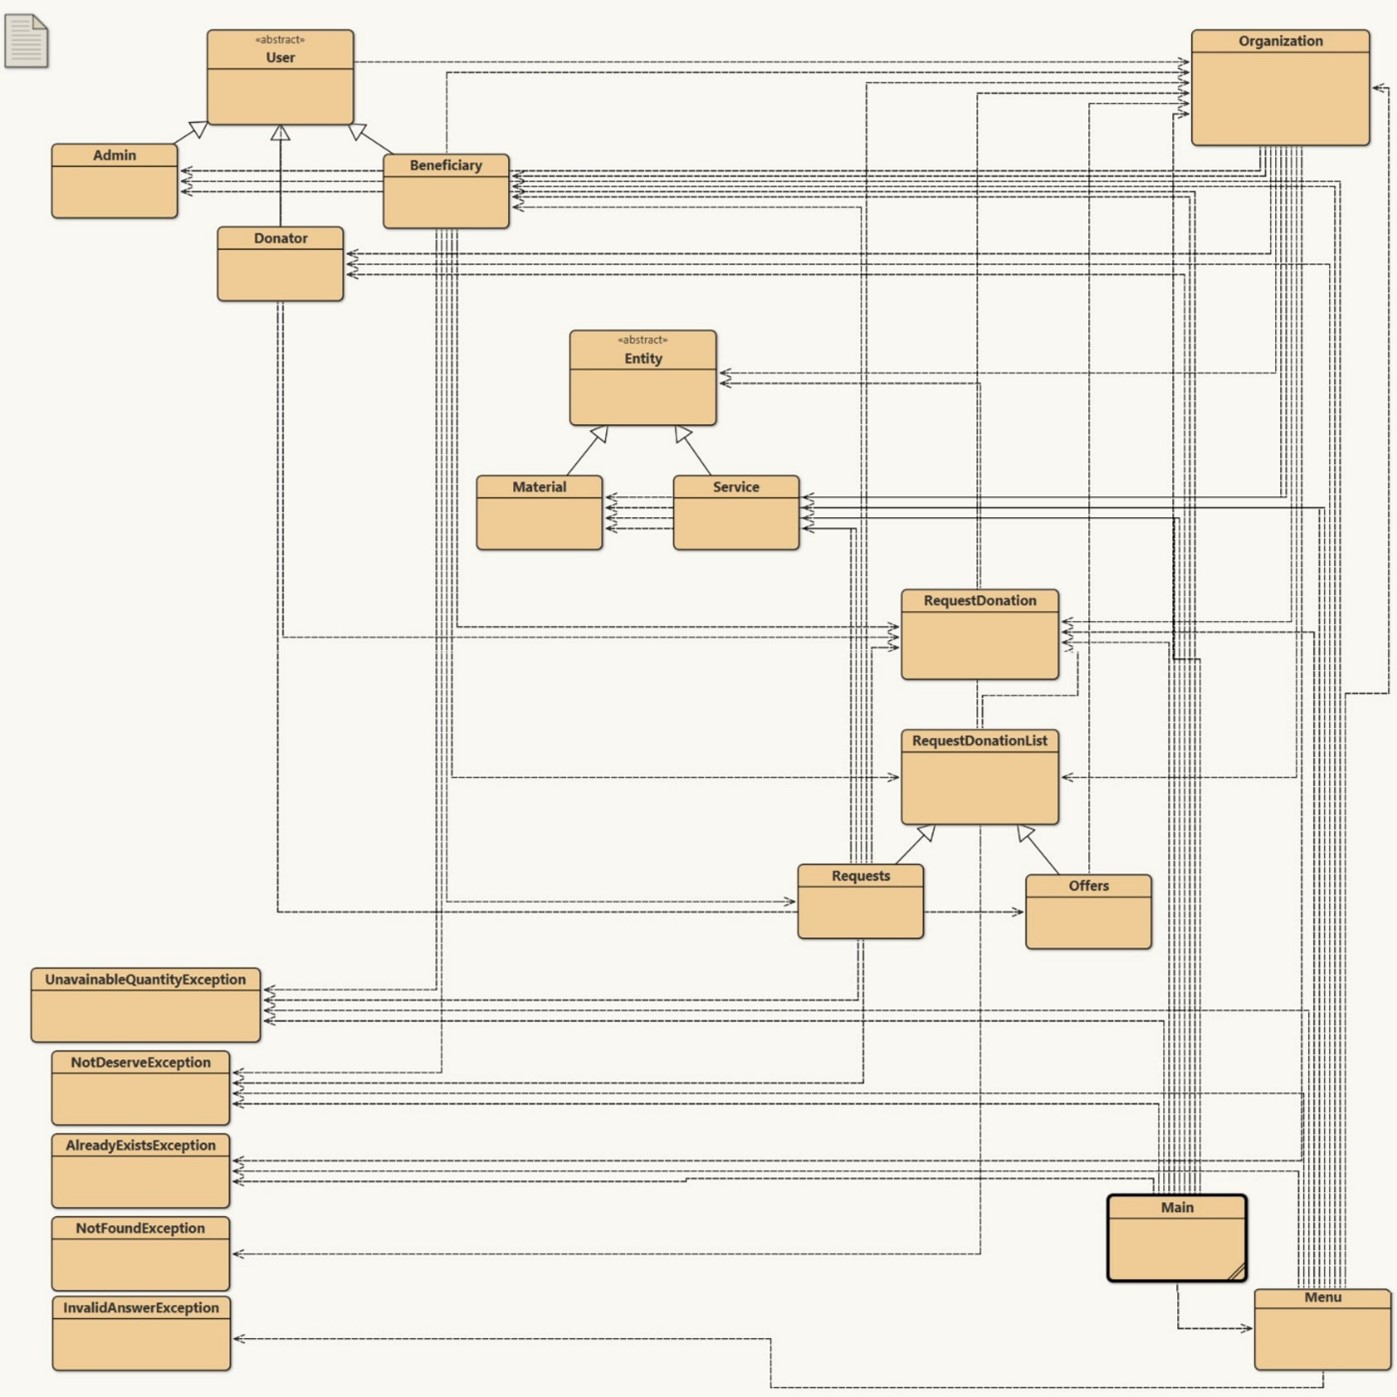 «abstract»
User
Organization
Admin
Beneficiary
Donator
«abstract»
Entity
Material
Service
RequestDonation
RequestDonationList
Requests
Offers
UnavainableQuantityException
NotDeserveException
AlreadyExistsException
Main
NotFoundException
Menu
InvalidAnswerException